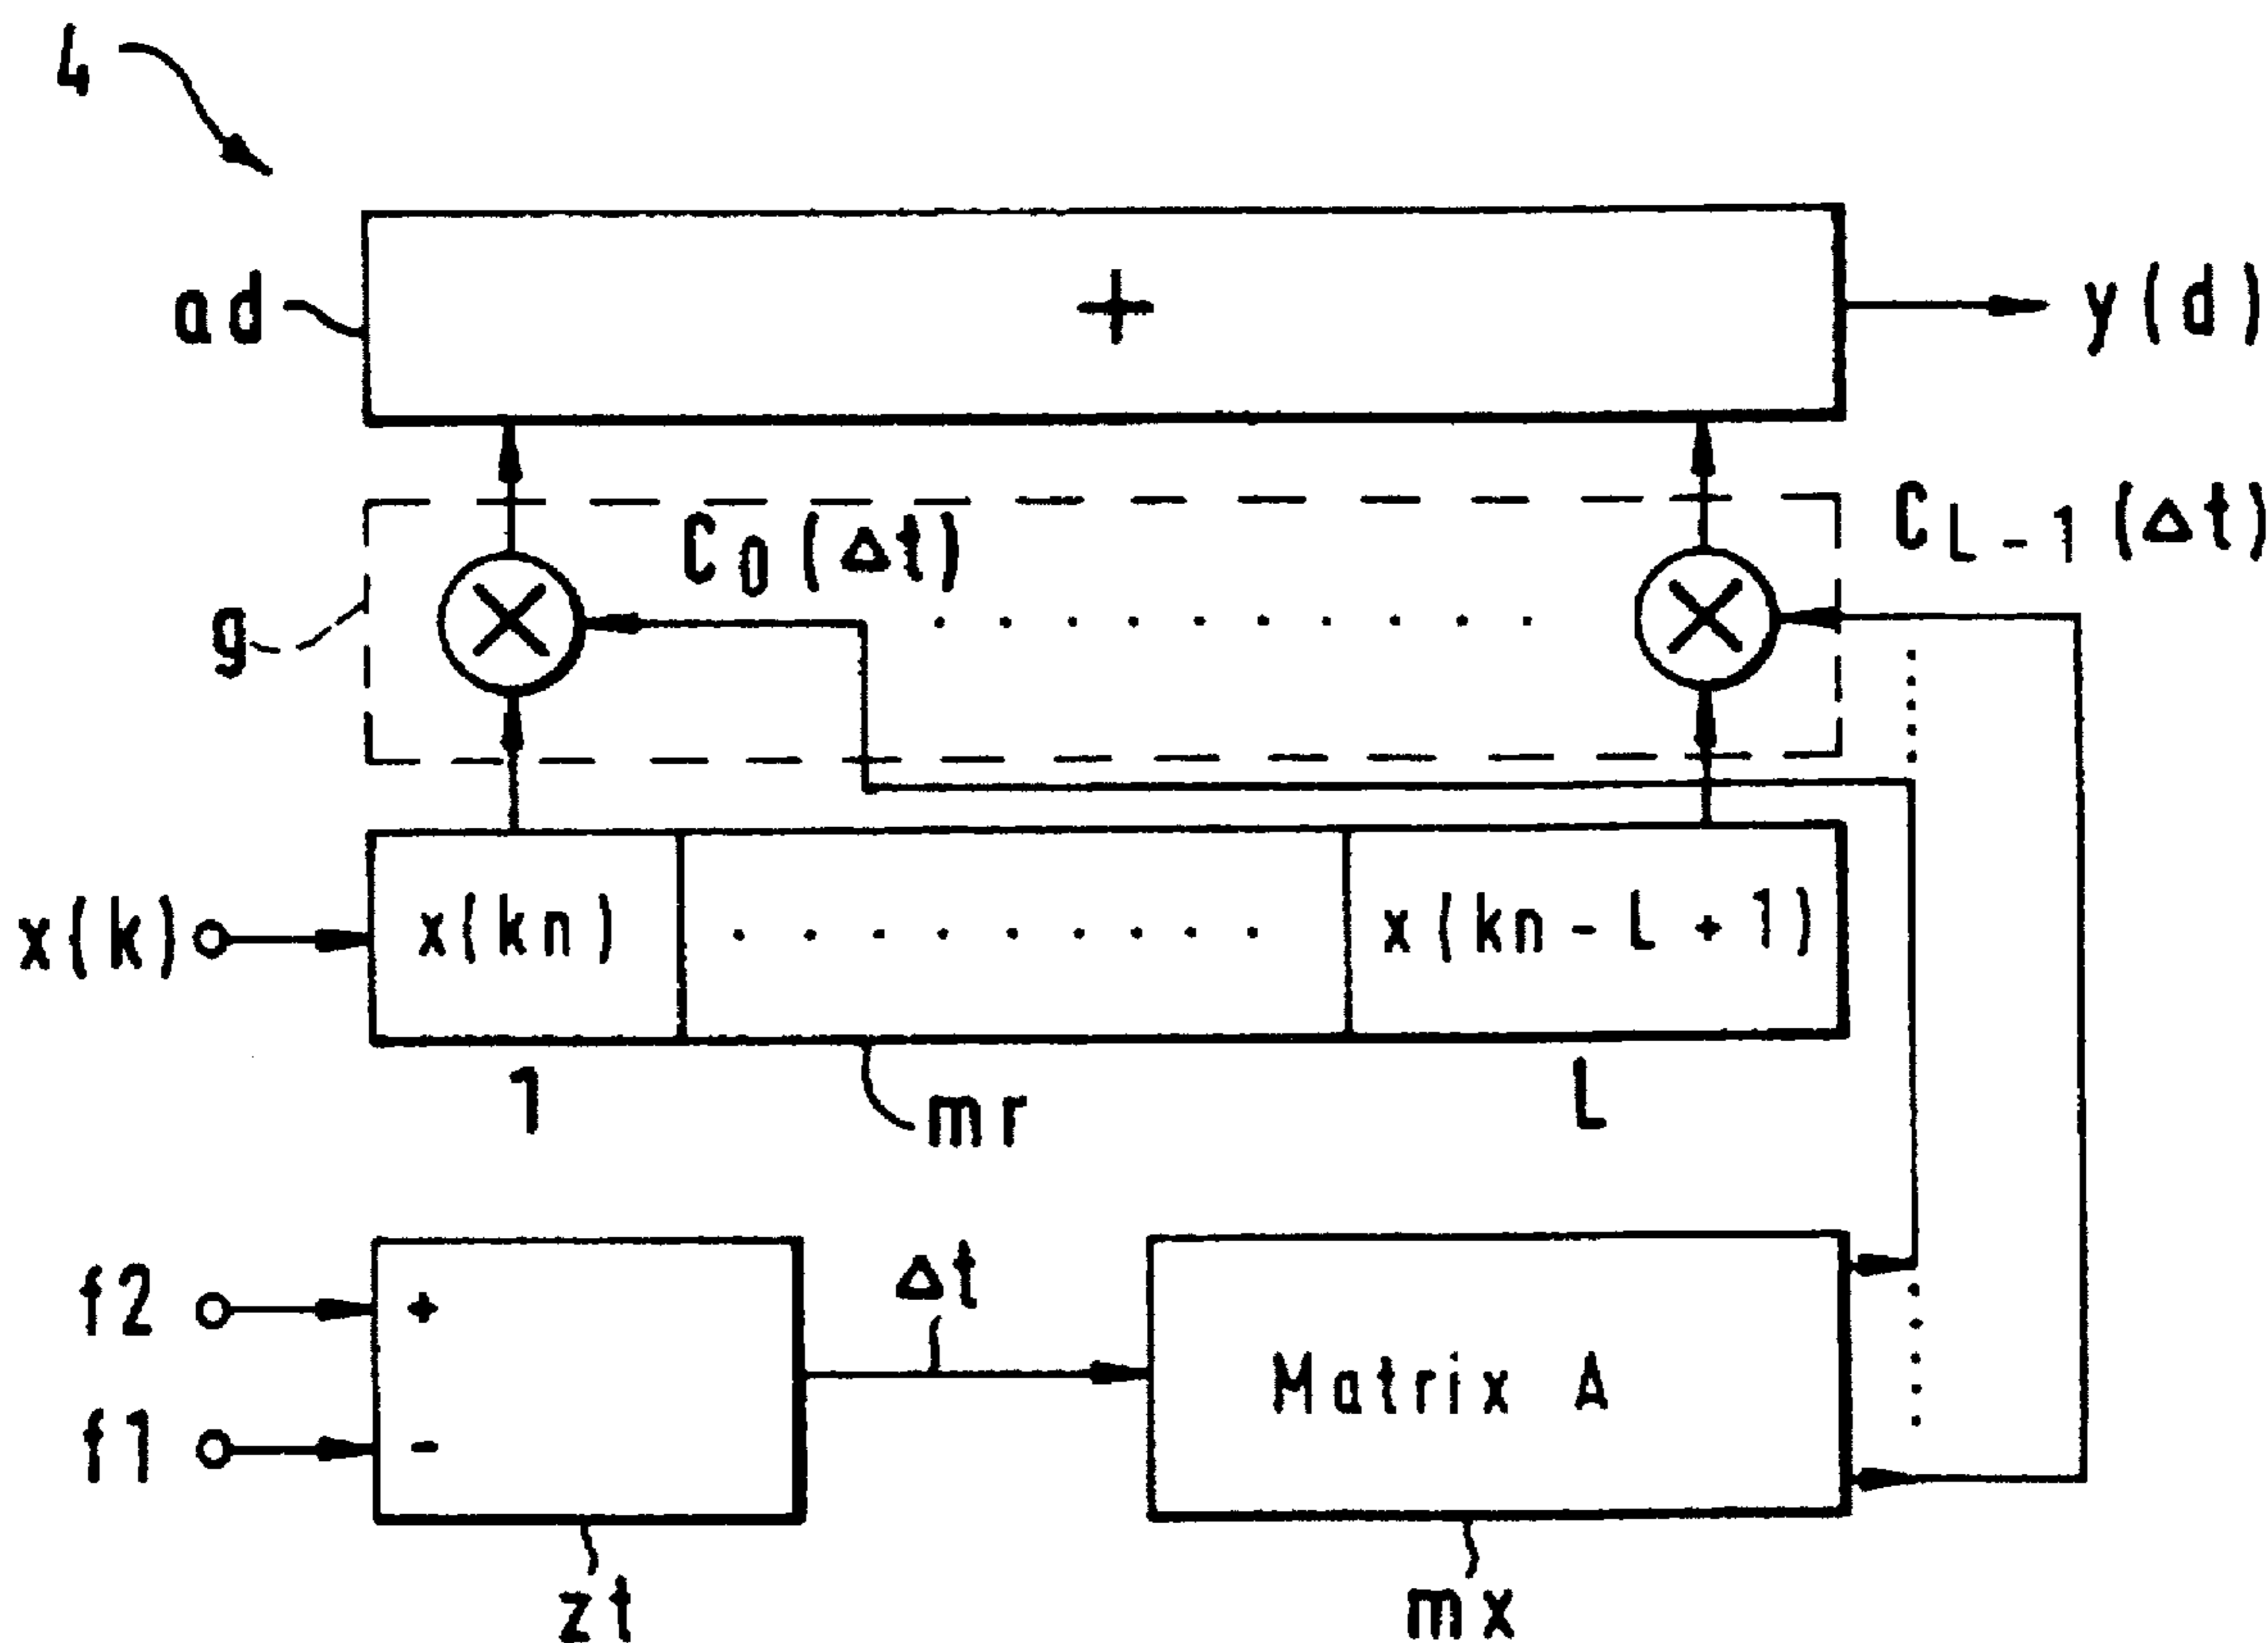 4
ad
+
y(d)
g
C0(Δt)
CL-1(Δt)
x(k)
x(kn)
x(kn-L+1)
1
mr
L
f2
+
f1
-
Δt
Matrix A
zt
mx